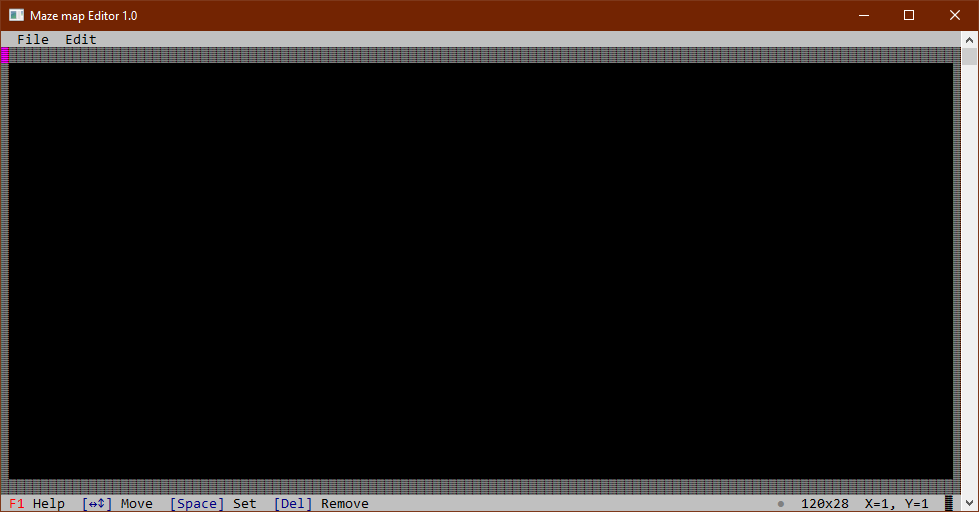 Maze map Editor 1.0
File Edit
F1 Help [↔↕] Move [Space] Set [Del] Remove • 120x28 X=1, Y=1